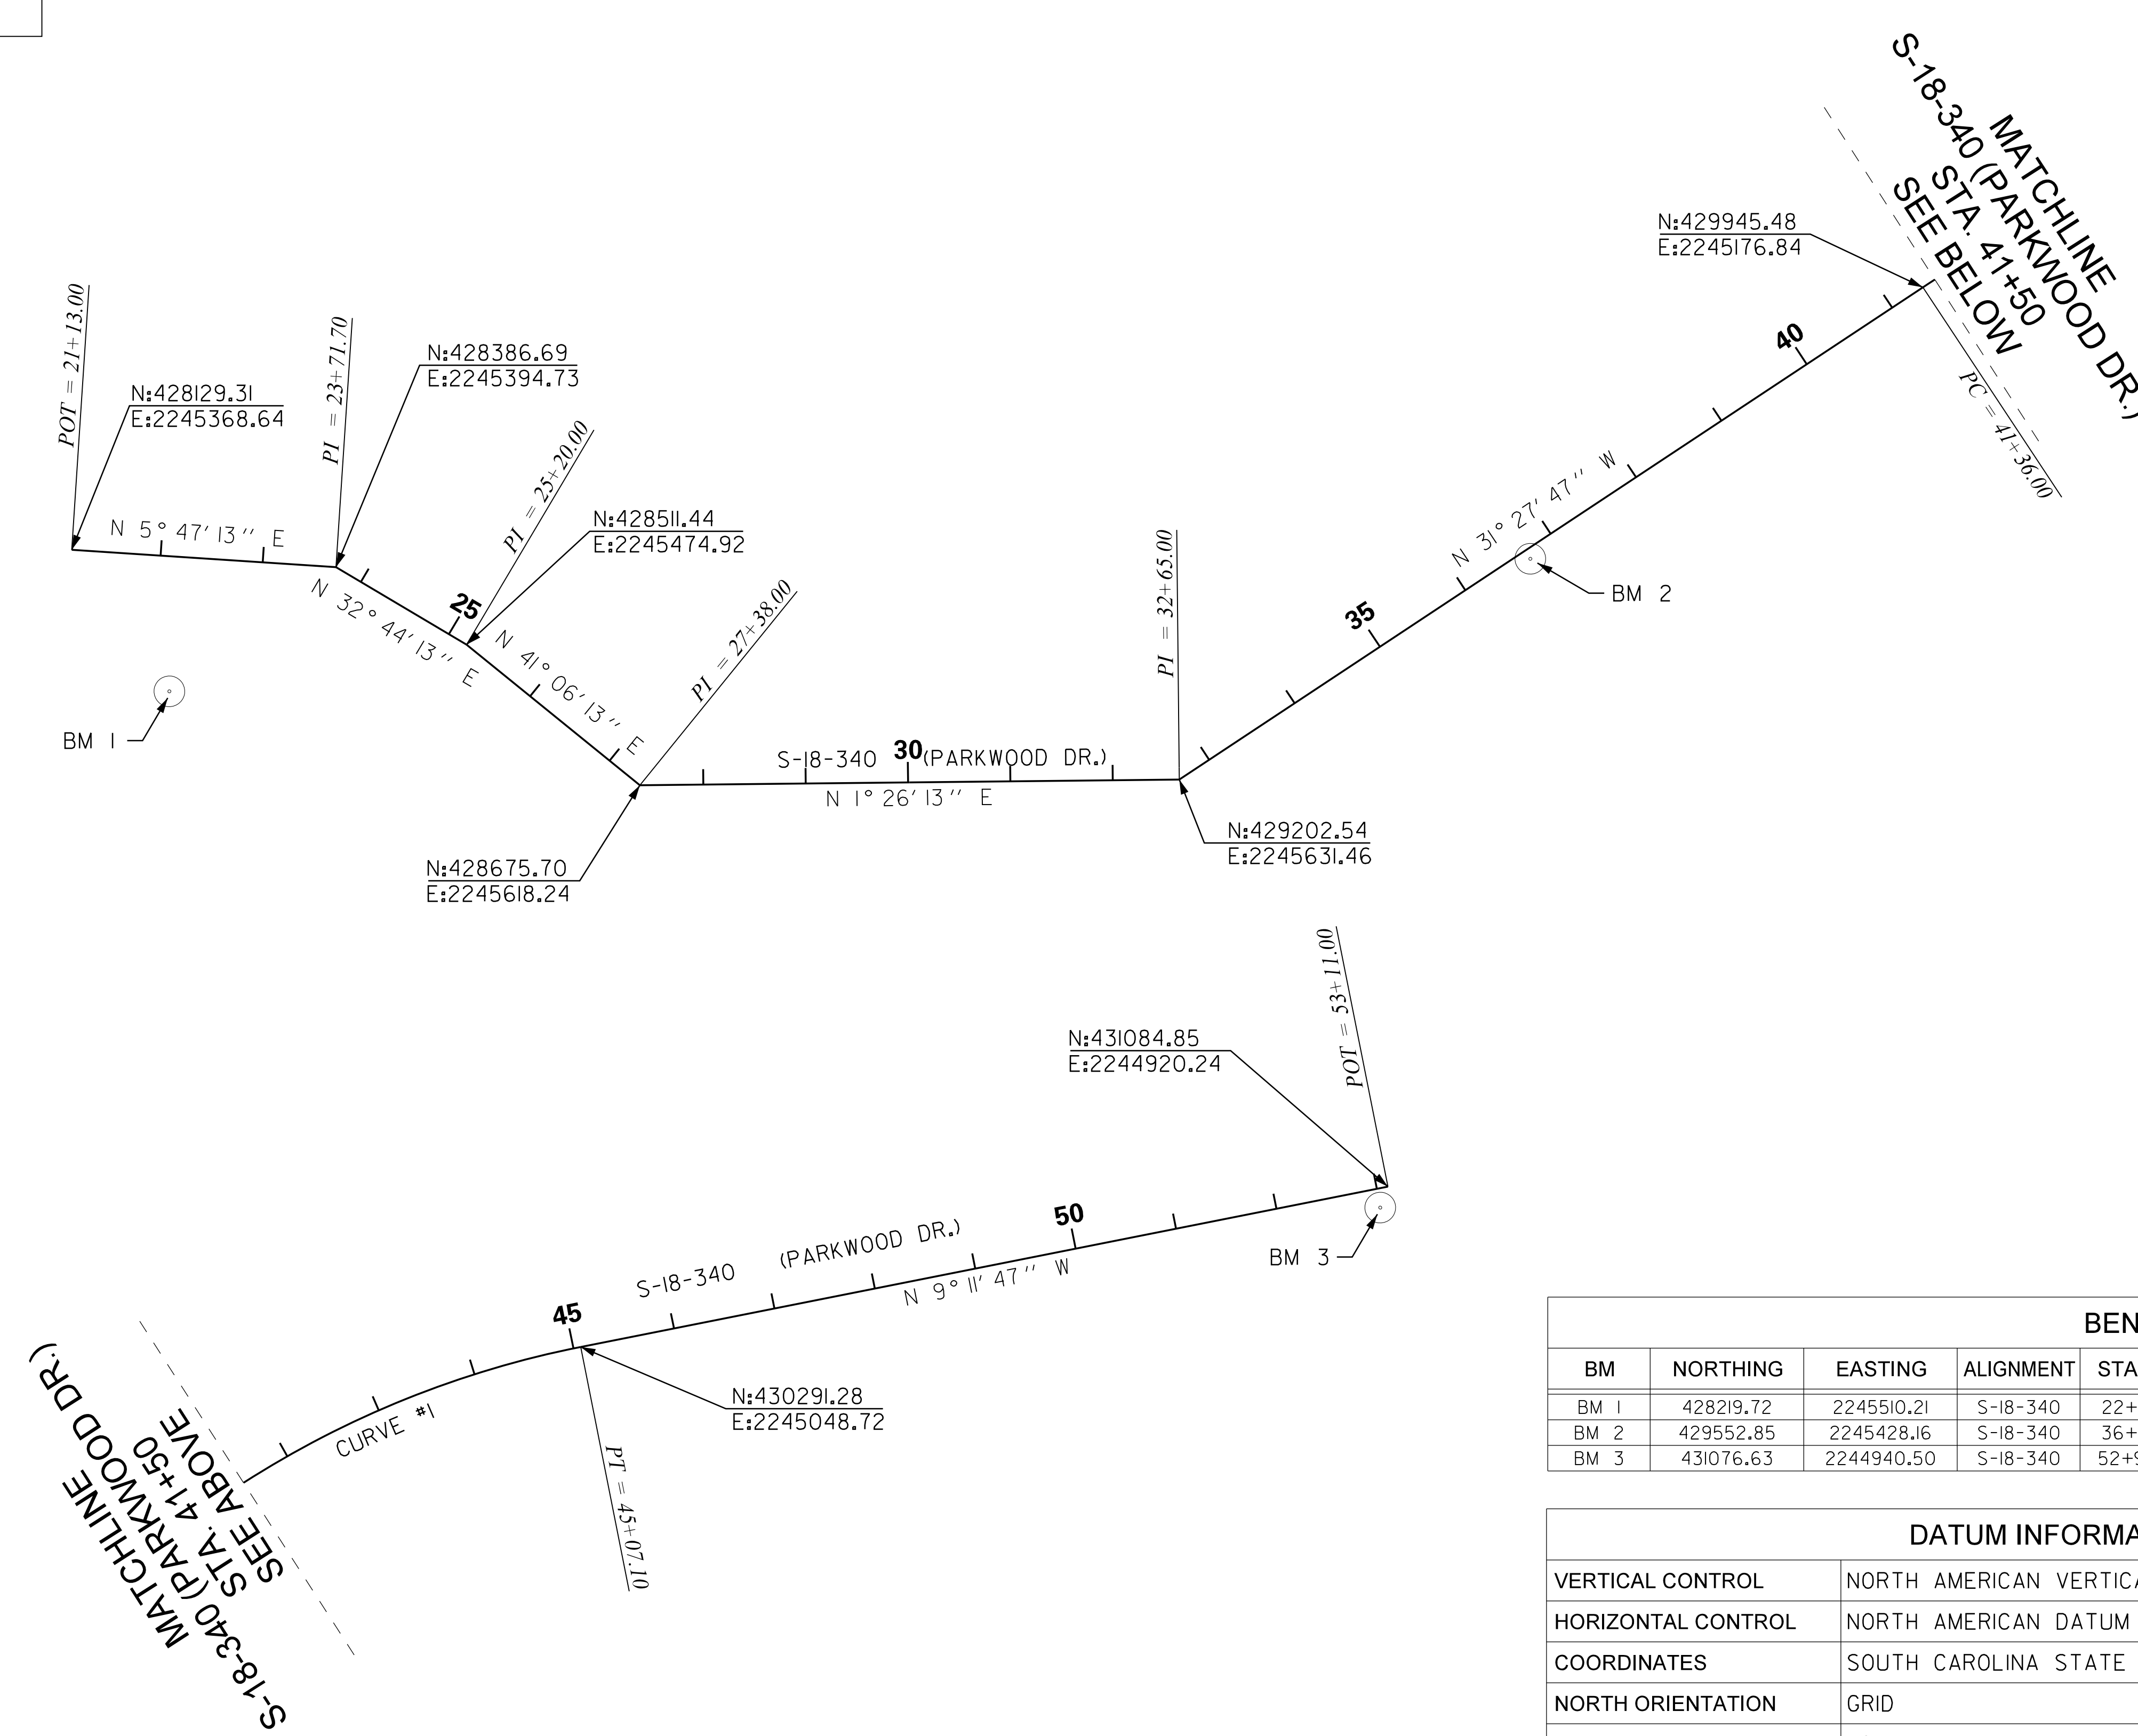 MATCHLINE
S-18-340 (PARKWOOD DR.)
STA. 41+50
SEE BELOW
N:429945.48
E:2245176.84
PC = 41+36.00
40
N 31° 27' 47'' W
BM 2
35
POT = 21+13.00
N:428129.31
E:2245368.64
N 5° 47' 13'' E
PI = 23+71.70
N:428386.69
E:2245394.73
N 32° 44' 13'' E
25
PI = 25+20.00
N:428511.44
E:2245474.92
N 41° 06' 13'' E
PI = 27+38.00
BM 1
S-18-340
30
(PARKWOOD DR.)
N 1° 26' 13'' E
PI = 32+65.00
N:428675.70
E:2245618.24
N:429202.54
E:2245631.46
POT = 53+11.00
N:431084.85
E:2244920.24
BM 3
50
S-18-340
(PARKWOOD DR.)
N 9° 11' 47'' W
45
N:430291.28
E:2245048.72
PT = 45+07.10
CURVE #1
MATCHLINE
S-18-340 (PARKWOOD DR.)
STA. 41+50
SEE ABOVE
BEN
BM NORTHING EASTING ALIGNMENT STA
BM 1 428219.72 2245510.21 S-18-340 22+
BM 2 429552.85 2245428.16 S-18-340 36+
BM 3 431076.63 2244940.50 S-18-340 52+9
DATUM INFORMA
VERTICAL CONTROL NORTH AMERICAN VERTICA
HORIZONTAL CONTROL NORTH AMERICAN DATUM
COORDINATES SOUTH CAROLINA STATE
NORTH ORIENTATION GRID